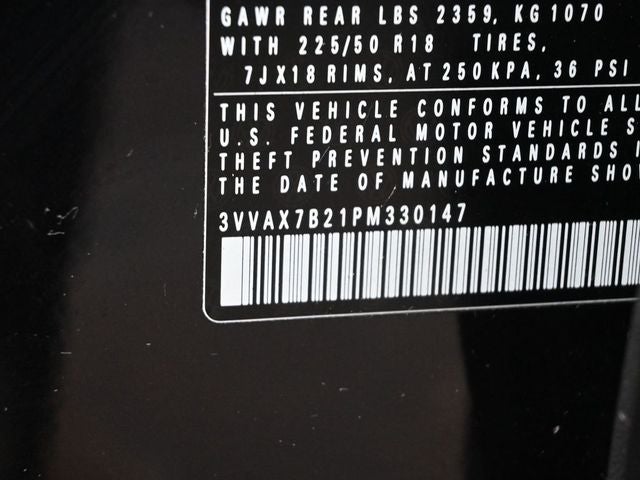 GAWR REAR LBS 2359, KG 1070
WITH 225/50 R18 TIRES,
7JX18 RIMS, AT 250 KPA, 36 PSI
THIS VEHICLE CONFORMS TO ALL
U.S. FEDERAL MOTOR VEHICLE S
THEFT PREVENTION STANDARDS I
THE DATE OF MANUFACTURE SHO
3VVAX7B21PM330147